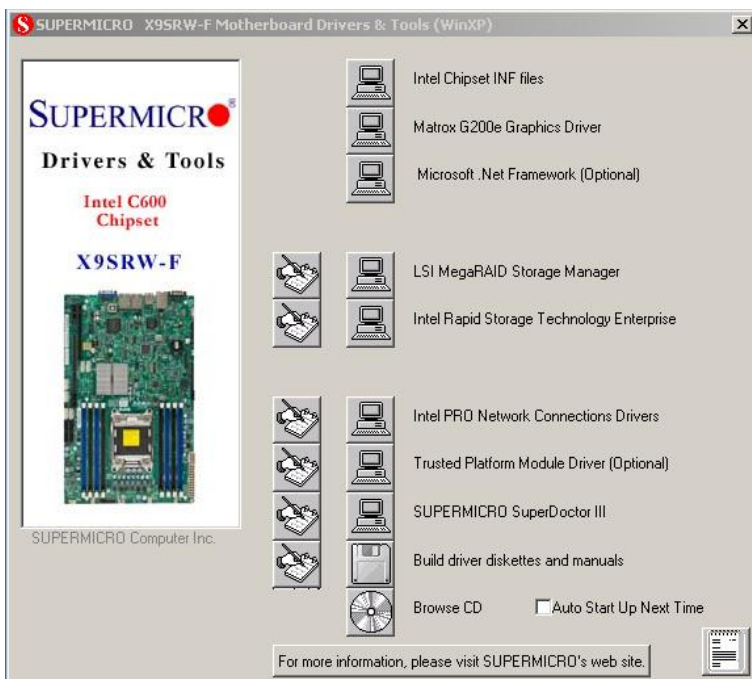 SUPERMICRO X9SRW-F Motherboard Drivers & Tools (WinXP)
SUPERMICRO®
Drivers & Tools
Intel C600
Chipset
X9SRW-F
SUPERMICRO Computer Inc.
Intel Chipset INF files
Matrox G200e Graphics Driver
Microsoft .Net Framework (Optional)
LSI MegaRAID Storage Manager
Intel Rapid Storage Technology Enterprise
Intel PRO Network Connections Drivers
Trusted Platform Module Driver (Optional)
SUPERMICRO SuperDoctor III
Build driver diskettes and manuals
Browse CD
Auto Start Up Next Time
For more information, please visit SUPERMICRO's web site.